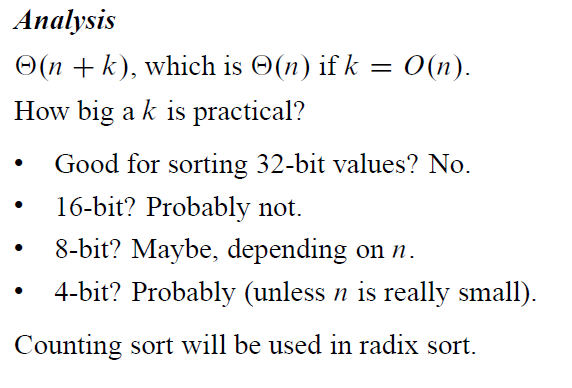 Analysis
Θ(n + k), which is Θ(n) if k = O(n).
How big a k is practical?
• Good for sorting 32-bit values? No.
• 16-bit? Probably not.
• 8-bit? Maybe, depending on n.
• 4-bit? Probably (unless n is really small).
Counting sort will be used in radix sort.